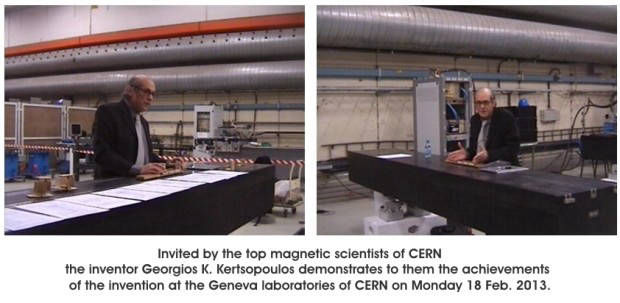 Invited by the top magnetic scientists of CERN
the inventor Georgios K. Kertsopoulos demonstrates to them the achievements
of the invention at the Geneva laboratories of CERN on Monday 18 Feb. 2013.